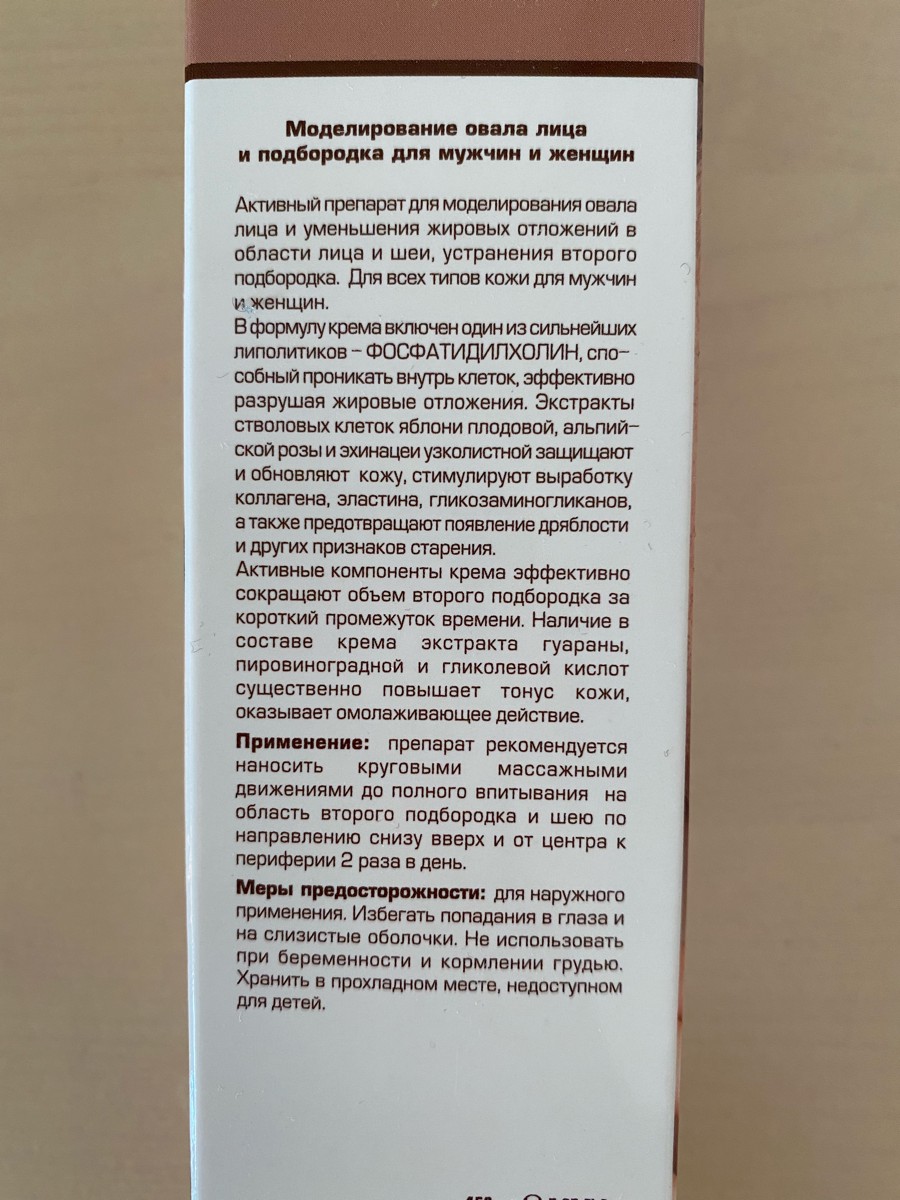 Моделирование овала лица
и подбородка для мужчин и женщин
Активный препарат для моделирования овала
лица и уменьшения жировых отложений в
области лица и шеи, устранения второго
подбородка. Для всех типов кожи для мужчин
и женщин.
В формулу крема включен один из сильнейших
липолитиков – ФОСФАТИДИЛХОЛИН, спо–
собный проникать внутрь клеток, эффективно
разрушая жировые отложения. Экстракты
стволовых клеток яблони плодовой, альпий–
ской розы и эхинацеи узколистной защищают
и обновляют кожу, стимулируют выработку
коллагена, эластина, гликозаминогликанов,
а также предотвращают появление дряблости
и других признаков старения.
Активные компоненты крема эффективно
сокращают объем второго подбородка за
короткий промежуток времени. Наличие в
составе крема экстракта гуараны,
пировиноградной и гликолевой кислот
существенно повышает тонус кожи,
оказывает омолаживающее действие.
Применение: препарат рекомендуется
наносить круговыми массажными
движениями до полного впитывания на
область второго подбородка и шею по
направлению снизу вверх и от центра к
периферии 2 раза в день.
Меры предосторожности: для наружного
применения. Избегать попадания в глаза и
на слизистые оболочки. Не использовать
при беременности и кормлении грудью.
Хранить в прохладном месте, недоступном
для детей.